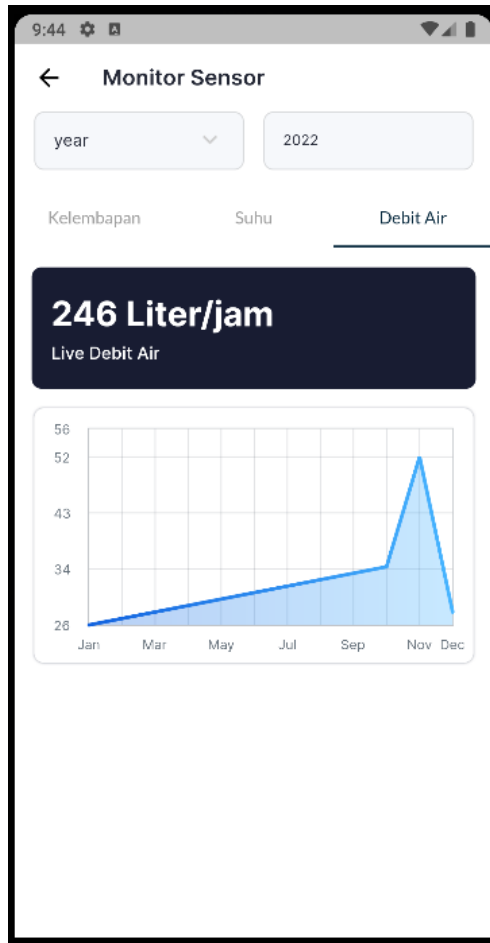 9:44
Monitor Sensor
year 2022
Kelembapan Suhu Debit Air
246 Liter/jam
Live Debit Air
56
52
43
34
26
Jan Mar May Jul Sep Nov Dec